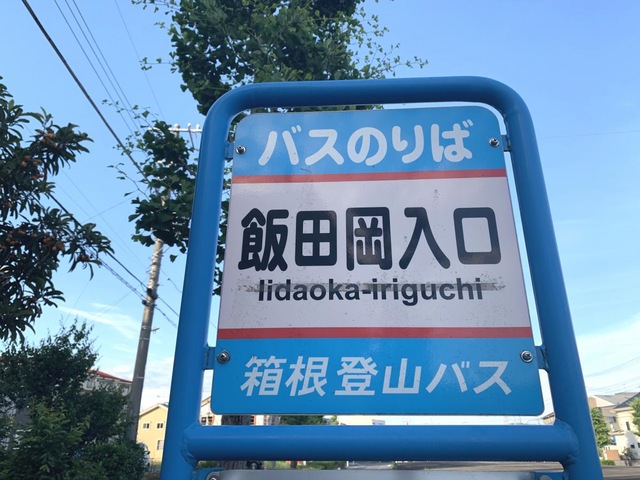 バスのりば
飯田岡入口
Iidaoka-iriguchi
箱根登山バス